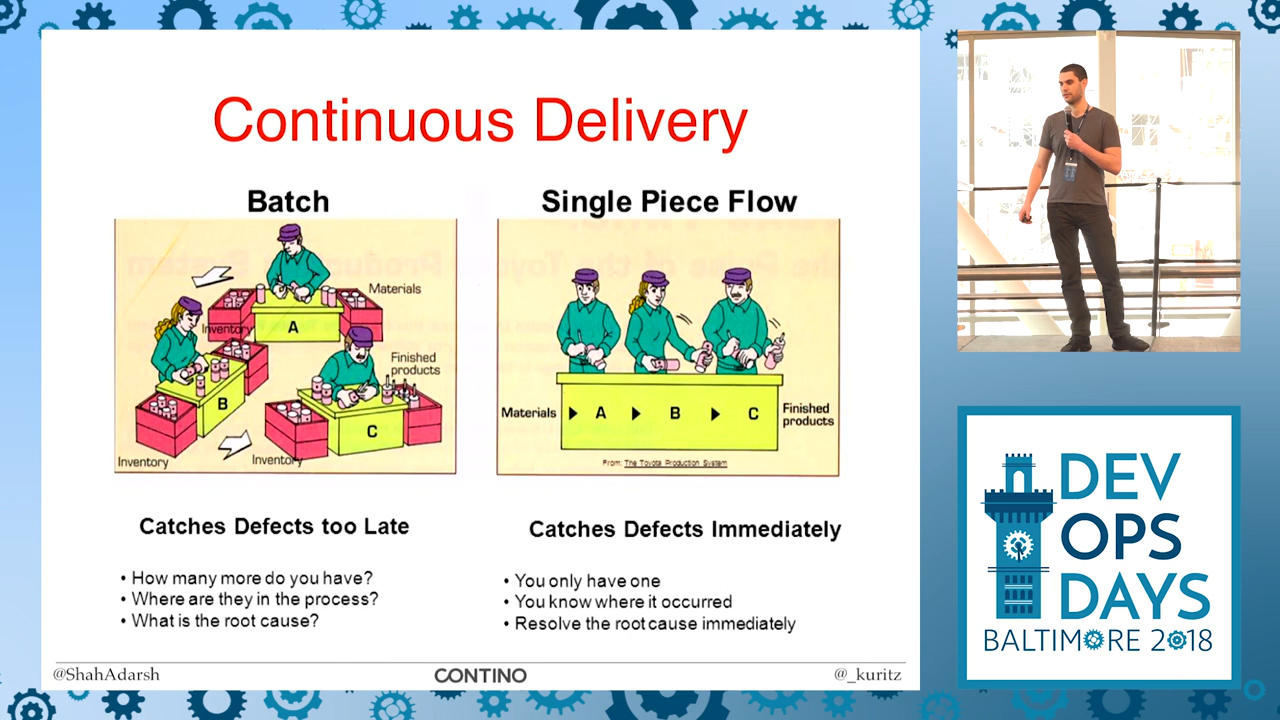 Continuous Delivery
Batch
Materials
Inventory
A
Finished
products
B
C
Inventory
Inventory
Catches Defects too Late
• How many more do you have?
• Where are they in the process?
• What is the root cause?
Single Piece Flow
Materials
A
B
C
Finished
products
From: The Toyota Production System
Catches Defects Immediately
• You only have one
• You know where it occurred
• Resolve the root cause immediately
@ShahAdarsh
CONTINO
@_kuritz
DEV
OPS
DAYS
BALTIMORE 2018